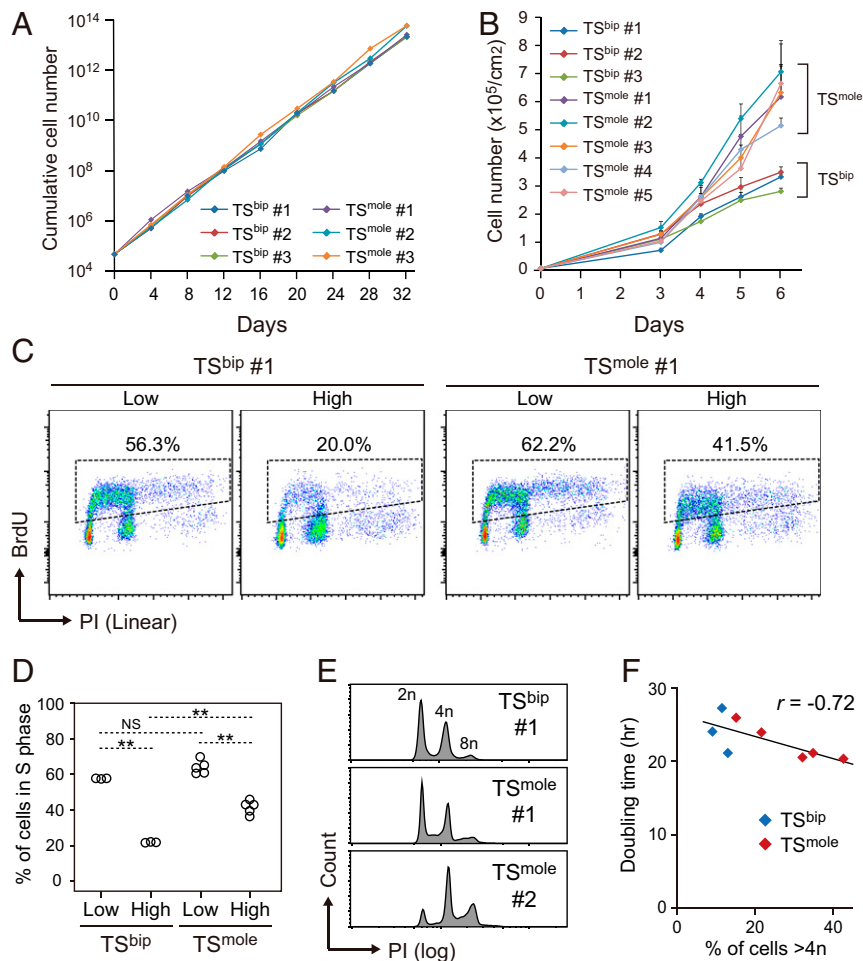 A
Cumulative cell number
10^14
10^12
10^10
10^8
10^6
10^4
0 4 8 12 16 20 24 28 32
Days
TS^bip #1
TS^bip #2
TS^bip #3
TS^mole #1
TS^mole #2
TS^mole #3
B
Cell number (x10^5/cm^2)
9
8
7
6
5
4
3
2
1
0
0 1 2 3 4 5 6
Days
TS^bip #1
TS^bip #2
TS^bip #3
TS^mole #1
TS^mole #2
TS^mole #3
TS^mole #4
TS^mole #5
TS^mole
TS^bip
C
TS^bip #1
TS^mole #1
Low High Low High
56.3% 20.0% 62.2% 41.5%
BrdU
PI (Linear)
D
% of cells in S phase
100
80
60
40
20
0
NS
**
**
**
Low High Low High
TS^bip TS^mole
E
2n
4n
8n
TS^bip
#1
TS^mole
#1
TS^mole
#2
Count
PI (log)
F
Doubling time (hr)
30
20
10
0
r = -0.72
TS^bip
TS^mole
0 20 40
% of cells >4n